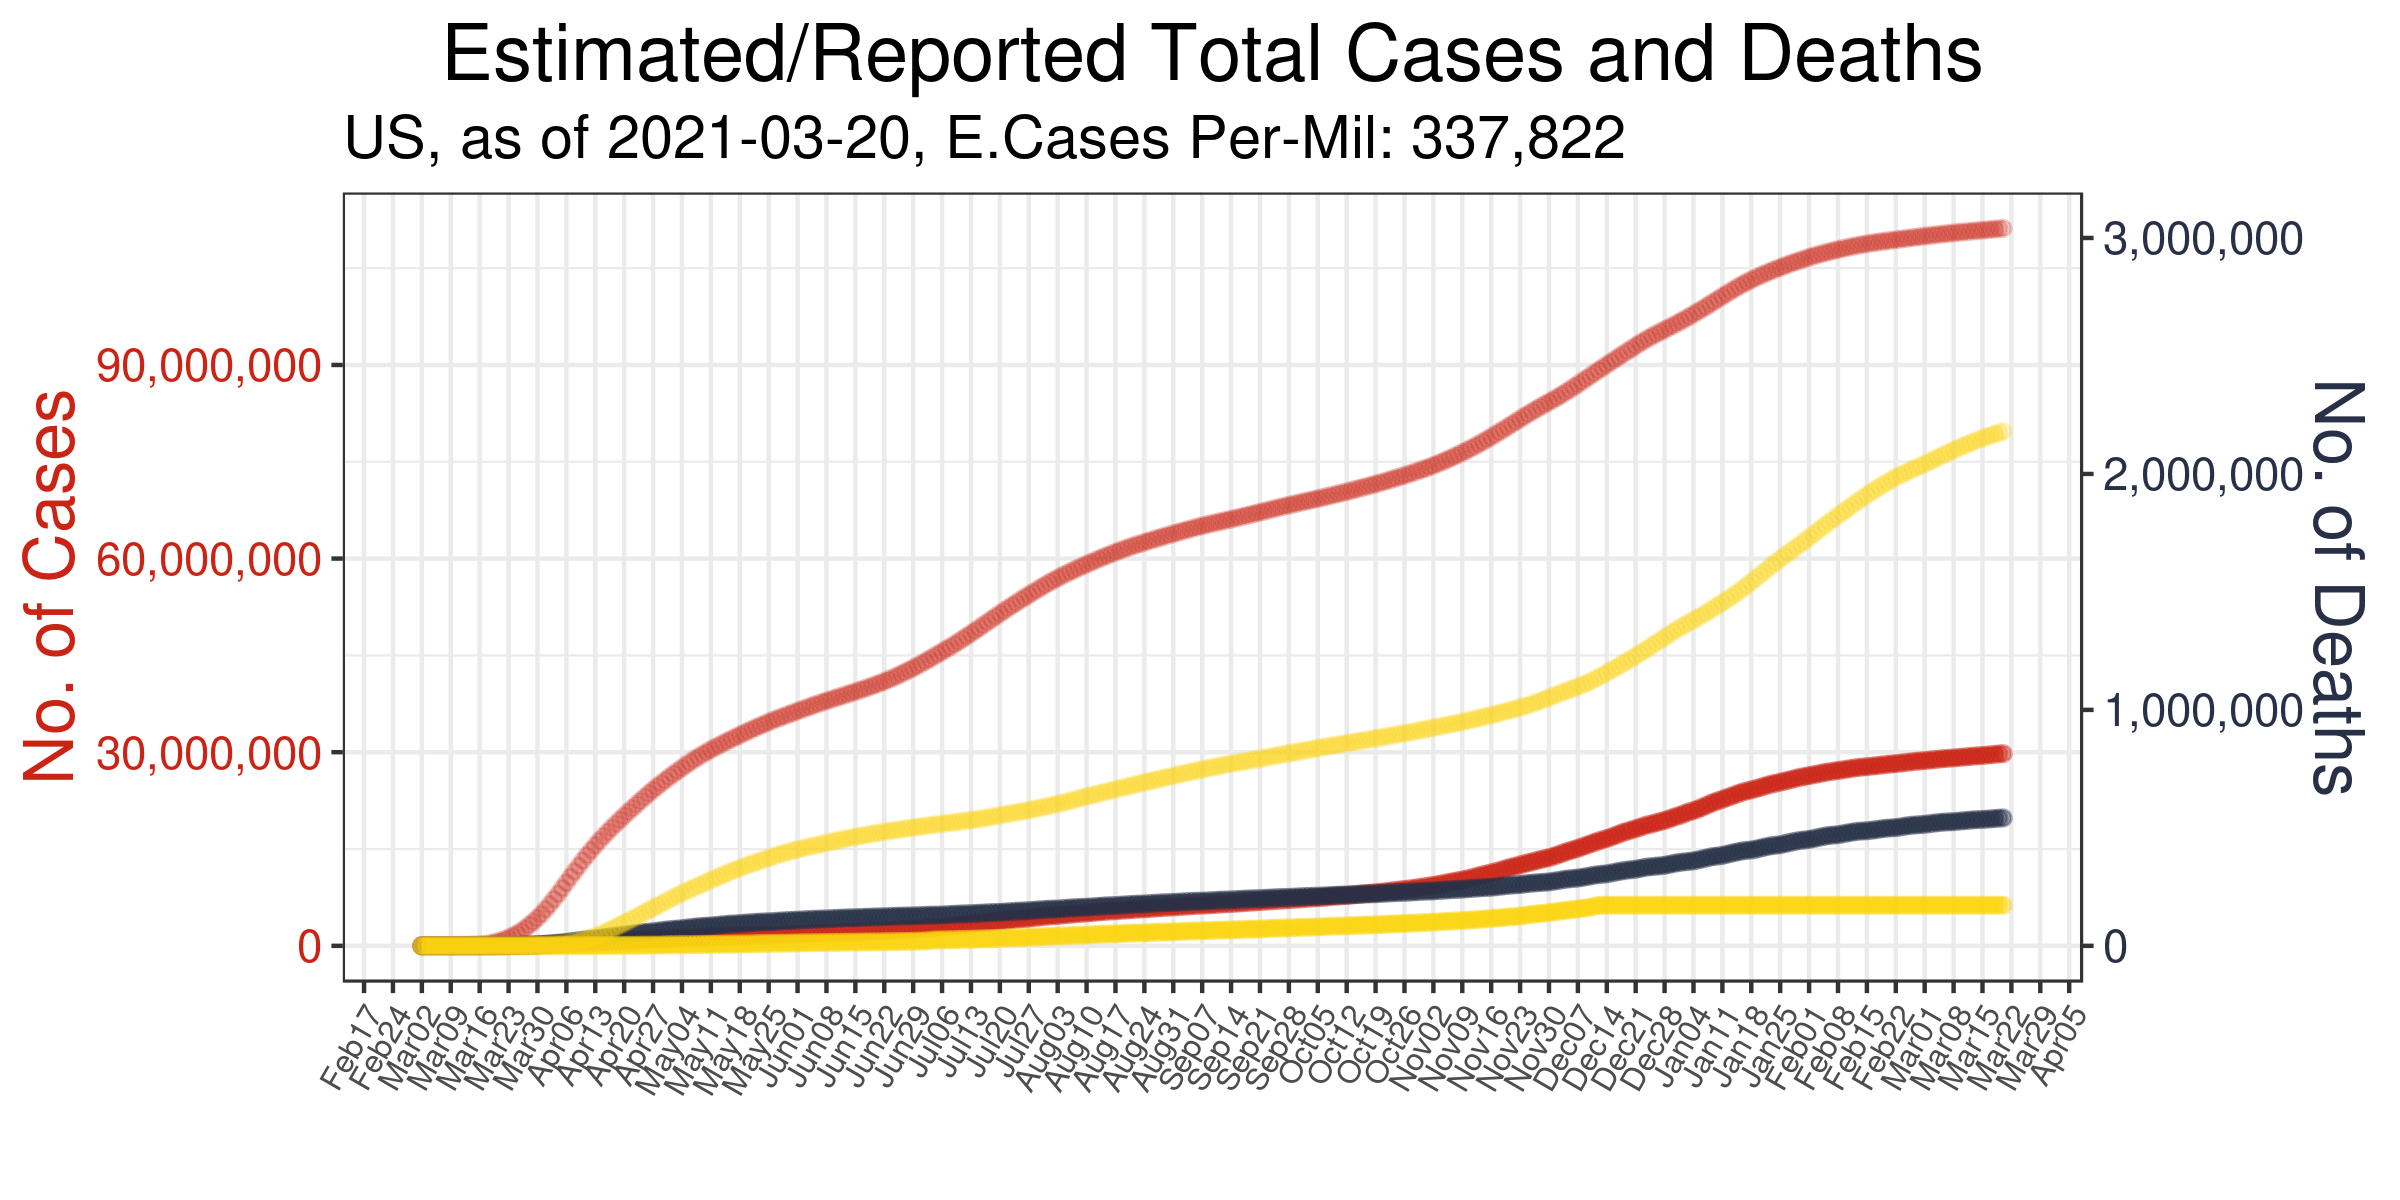 Estimated/Reported Total Cases and Deaths
US, as of 2021-03-20, E.Cases Per-Mil: 337,822
No. of Cases
90,000,000
60,000,000
30,000,000
0
3,000,000
2,000,000
1,000,000
0
No. of Deaths
Feb17
Feb24
Mar02
Mar09
Mar16
Mar23
Mar30
Apr06
Apr13
Apr20
Apr27
May04
May11
May18
May25
Jun01
Jun08
Jun15
Jun22
Jun29
Jul06
Jul13
Jul20
Jul27
Aug03
Aug10
Aug17
Aug24
Aug31
Sep07
Sep14
Sep21
Sep28
Oct05
Oct12
Oct19
Oct26
Nov02
Nov09
Nov16
Nov23
Nov30
Dec07
Dec14
Dec21
Dec28
Dec04
Jan11
Jan18
Jan25
Feb01
Feb08
Feb15
Feb22
Mar01
Mar08
Mar15
Mar22
Mar29
Apr05